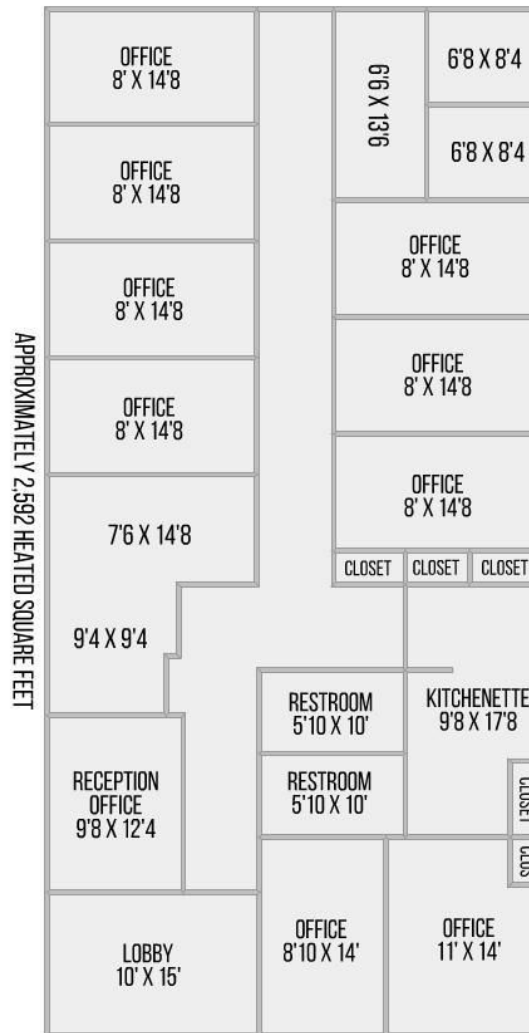 OFFICE
8' X 14'8
OFFICE
8' X 14'8
OFFICE
8' X 14'8
OFFICE
8' X 14'8
7'6 X 14'8
9'4 X 9'4
RECEPTION
OFFICE
9'8 X 12'4
LOBBY
10' X 15'
6'6 X 13'6
6'8 X 8'4
6'8 X 8'4
OFFICE
8' X 14'8
OFFICE
8' X 14'8
OFFICE
8' X 14'8
CLOSET
CLOSET
CLOSET
RESTROOM
5'10 X 10'
RESTROOM
5'10 X 10'
KITCHENETTE
9'8 X 17'8
CLOSET
CLOS
OFFICE
8'10 X 14'
OFFICE
11' X 14'
APPROXIMATELY 2,592 HEATED SQUARE FEET